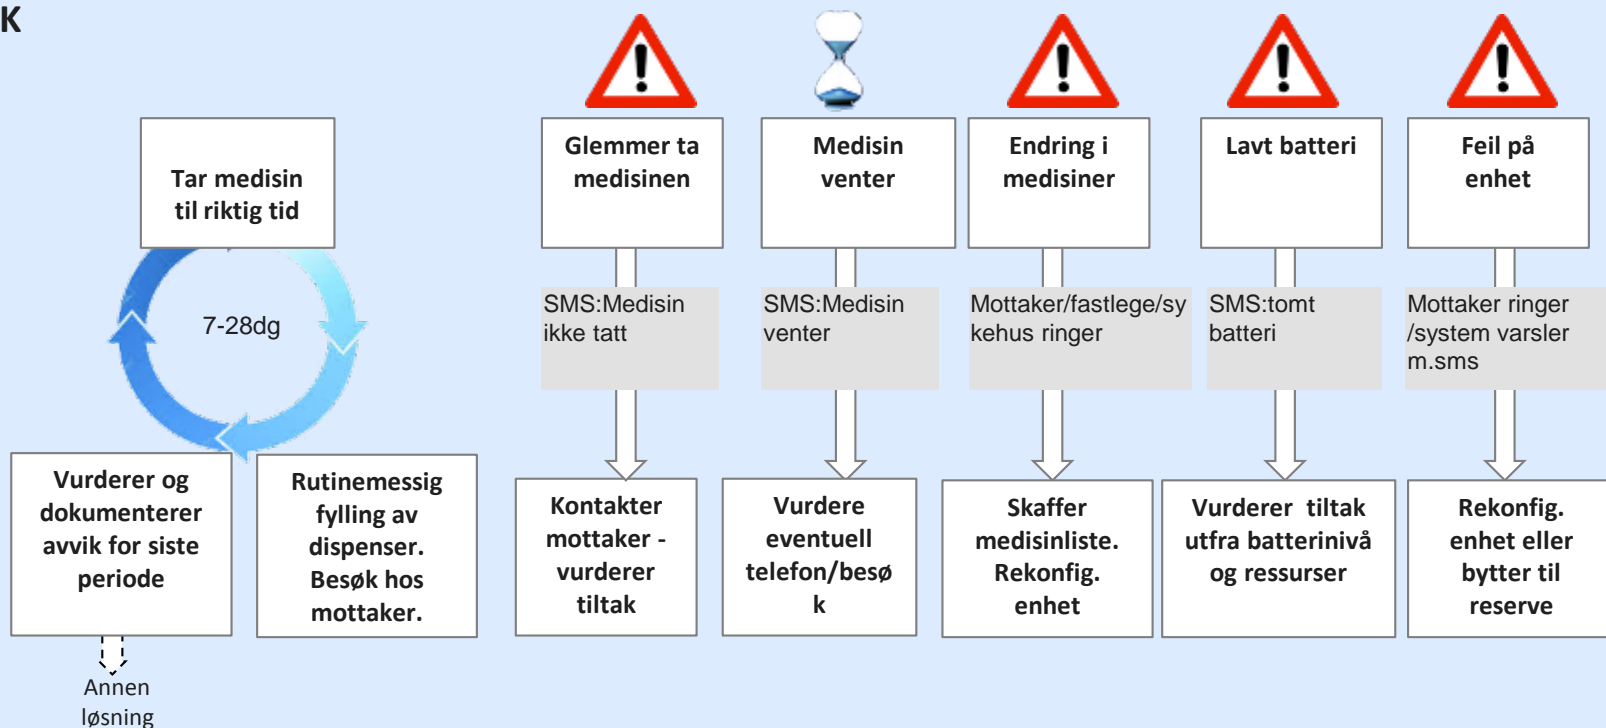 K
Tar medisin
til riktig tid
7-28dg
Vurderer og
dokumenterer
avvik for siste
periode
Rutinemessig
fylling av
dispenser.
Besøk hos
mottaker.
Annen
løsning
Glemmer ta
medisinen
SMS:Medisin
ikke tatt
Kontakter
mottaker -
vurderer
tiltak
Medisin
venter
SMS:Medisin
venter
Vurdere
eventuell
telefon/besø
k
Endring i
medisiner
Mottaker/fastlege/sy
kehus ringer
Skaffer
medisinliste.
Rekonfig.
enhet
Lavt batteri
SMS:tomt
batteri
Vurderer  tiltak
utfra batterinivå
og ressurser
Feil på
enhet
Mottaker ringer
/system varsler
m.sms
Rekonfig.
enhet eller
bytter til
reserve